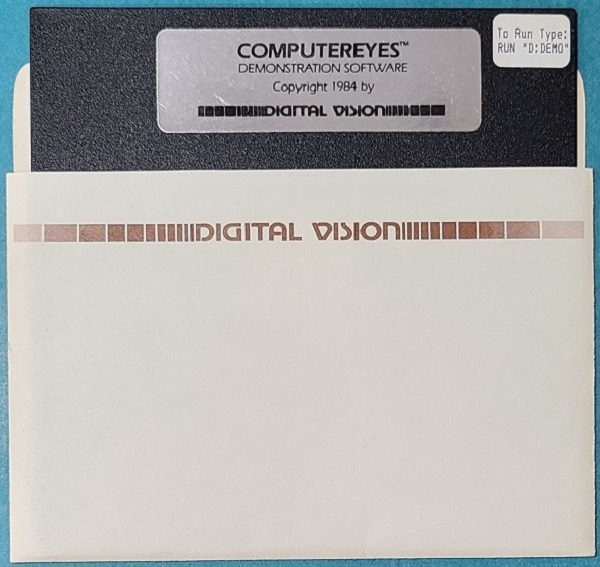 COMPUTEREYES™
DEMONSTRATION SOFTWARE
Copyright 1984 by
DIGITAL VISION
To Run Type:
RUN "D:DEMO"
DIGITAL VISION